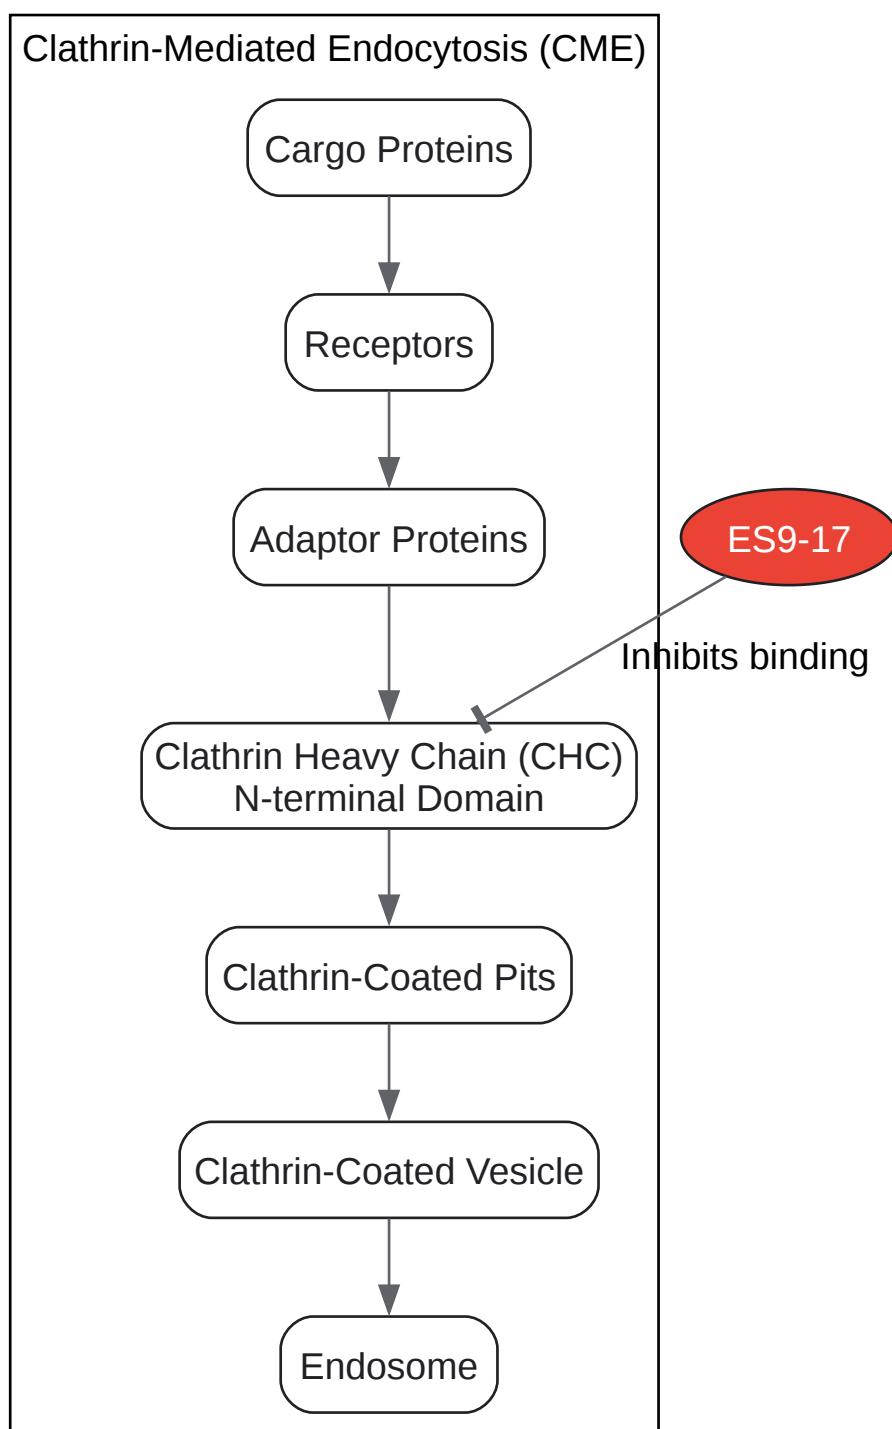 Clathrin-Mediated Endocytosis (CME)
Cargo Proteins
Receptors
Adaptor Proteins
ES9-17
Inhibits binding
Clathrin Heavy Chain (CHC)
N-terminal Domain
Clathrin-Coated Pits
Clathrin-Coated Vesicle
Endosome